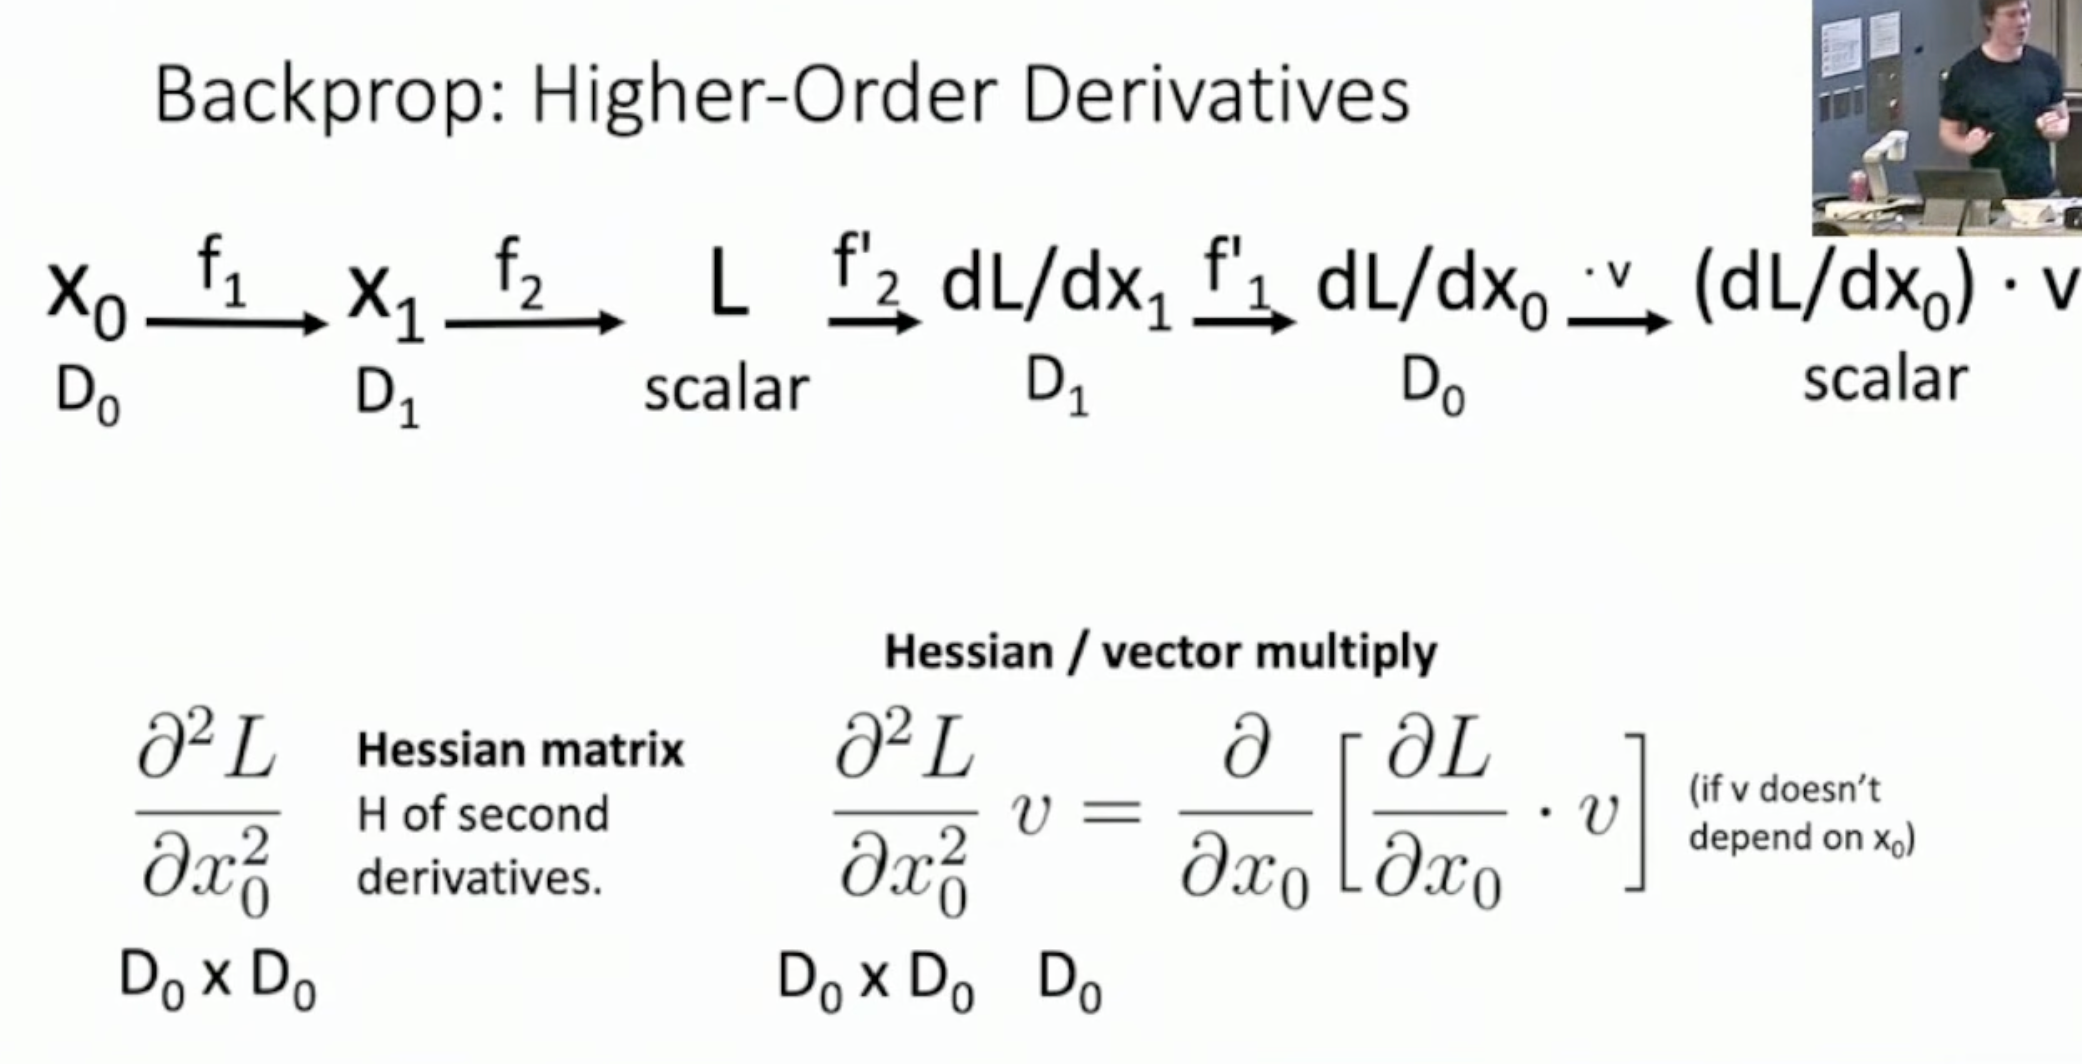 Backprop: Higher-Order Derivatives
x₀ f₁ x₁ f₂ L f'₂ dL/dx₁ f'₁ dL/dx₀ · v (dL/dx₀) · v
D₀ D₁ scalar D₁ D₀ scalar
Hessian / vector multiply
∂²L/∂x₀²
Hessian matrix
H of second
derivatives.
D₀ x D₀
∂²L/∂x₀² v = ∂/∂x₀ [∂L/∂x₀ · v]
(if v doesn't
depend on x₀)
D₀ x D₀ D₀